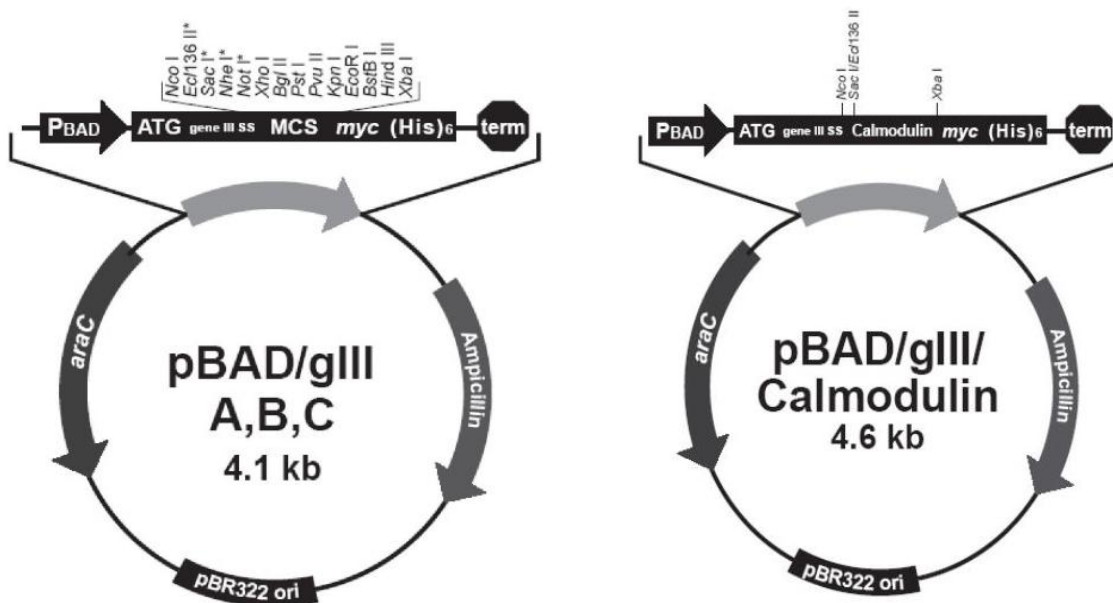 Nco I
Ecl136 II*
Sac I*
Nhe I*
Not I*
Xho I
Bgl II
Pst I
Pvu II
Kpn I
EcoR I
BstB I
Hind III
Xba I
PBAD ATG gene III SS MCS myc (His)6 term
araC
Ampicillin
pBAD/gIII
A,B,C
4.1 kb
pBR322 ori
Nco I
Sac I/Ecl136 II
Xba I
PBAD ATG gene III SS Calmodulin myc (His)6 term
araC
Ampicillin
pBAD/gIII/
Calmodulin
4.6 kb
pBR322 ori